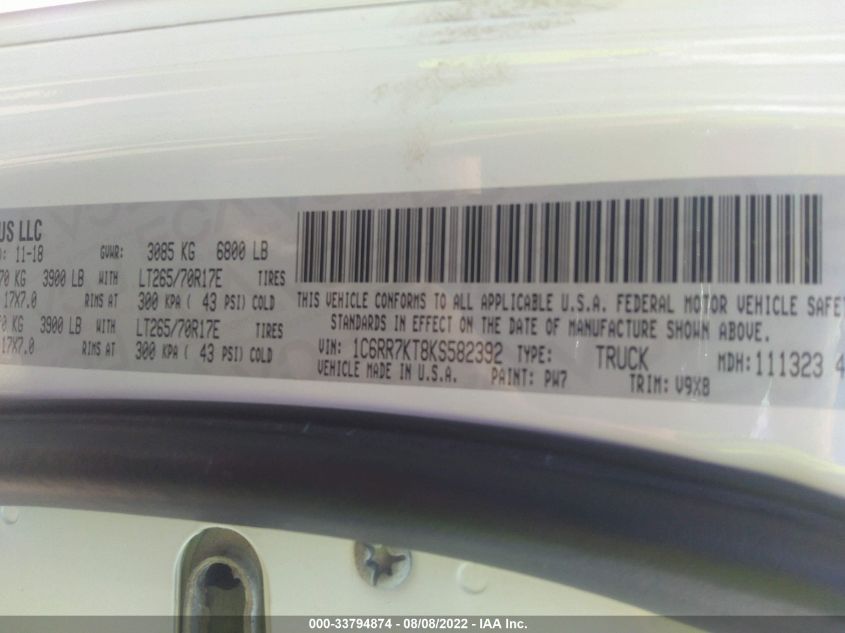 US LLC
: 11-18 GVWR: 3085 KG 6800 LB
70 KG 3900 LB WITH LT265/70R17E TIRES
17X7.0 RIMS AT 300 KPA ( 43 PSI) COLD
70 KG 3900 LB WITH LT265/70R17E TIRES
17X7.0 RIMS AT 300 KPA ( 43 PSI) COLD
THIS VEHICLE CONFORMS TO ALL APPLICABLE U.S.A. FEDERAL MOTOR VEHICLE SAFE
STANDARDS IN EFFECT ON THE DATE OF MANUFACTURE SHOWN ABOVE.
VIN: 1C6RR7KT8KS582392 TYPE: TRUCK MDH: 111323 4
VEHICLE MADE IN U.S.A. PAINT: PW7 TRIM: V9X8
000-33794874 - 08/08/2022 - IAA Inc.